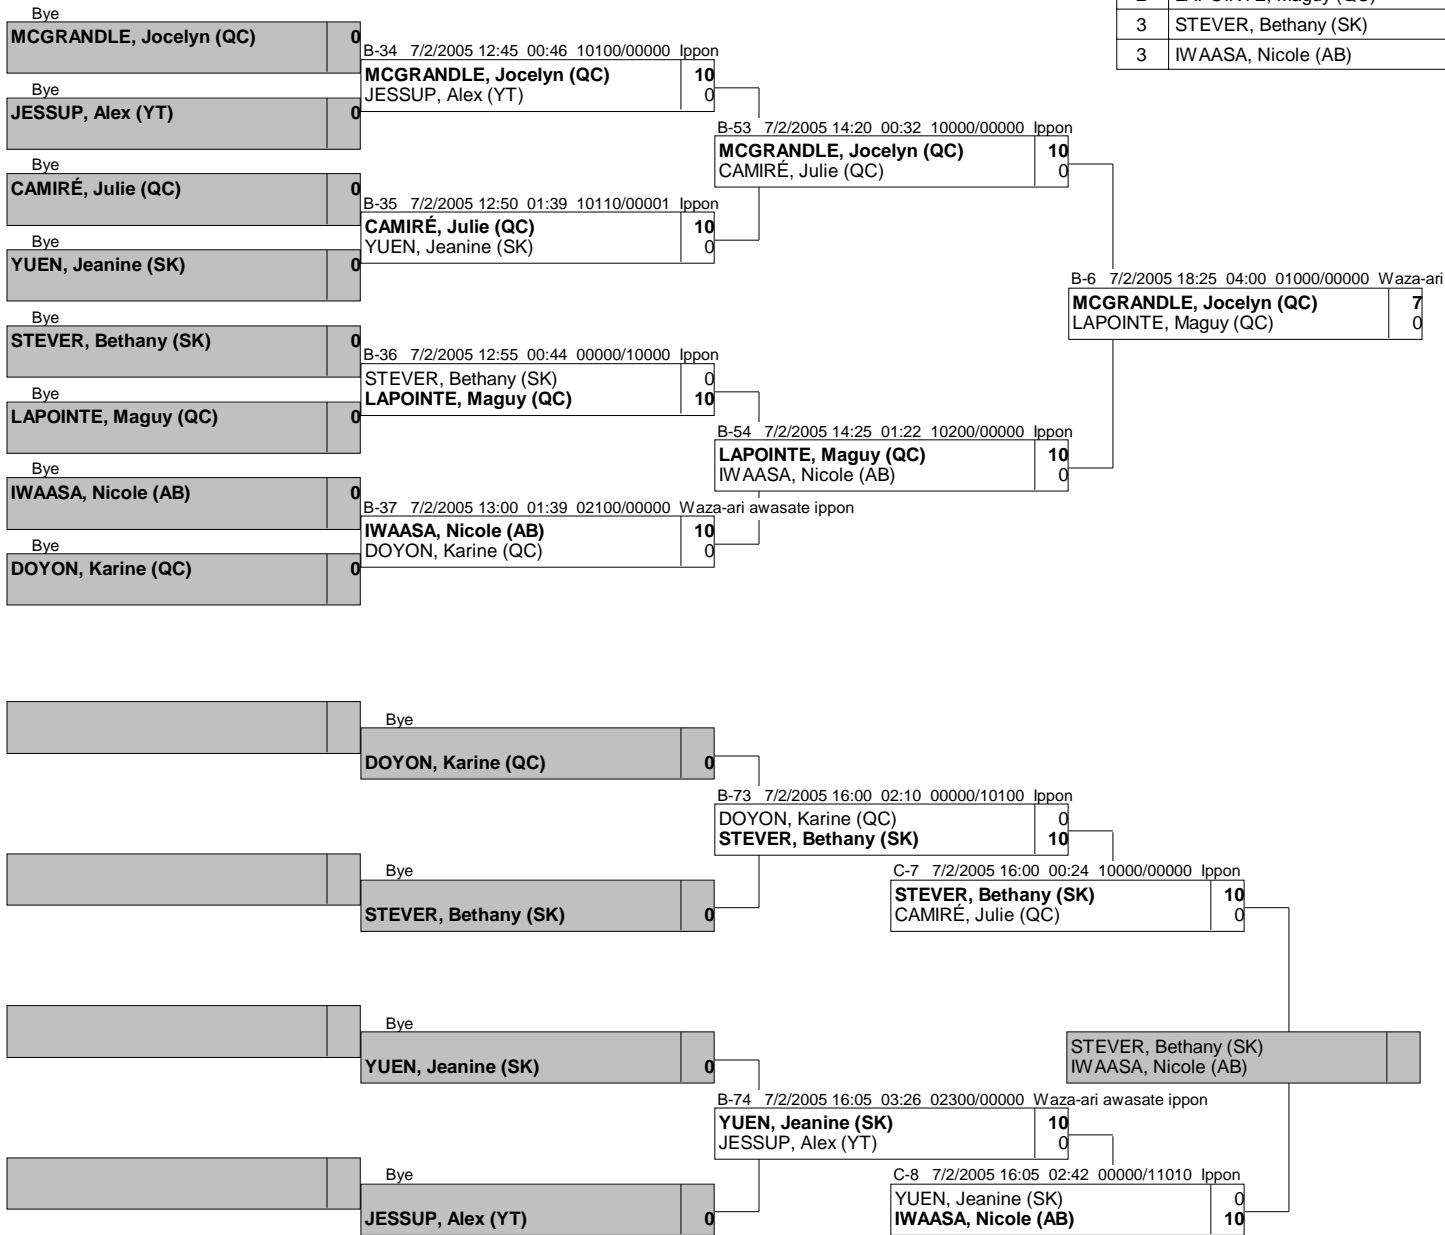 2 LAPOINTE, Maguy (QC)
3 STEVER, Bethany (SK)
3 IWAASA, Nicole (AB)
Bye
MCGRANDLE, Jocelyn (QC) 0
Bye
JESSUP, Alex (YT) 0
Bye
CAMIRÉ, Julie (QC) 0
Bye
YUEN, Jeanine (SK) 0
Bye
STEVER, Bethany (SK) 0
Bye
LAPOINTE, Maguy (QC) 0
Bye
IWAASA, Nicole (AB) 0
Bye
DOYON, Karine (QC) 0
B-34 7/2/2005 12:45 00:46 10100/00000 Ippon
MCGRANDLE, Jocelyn (QC) 10
JESSUP, Alex (YT) 0
B-35 7/2/2005 12:50 01:39 10110/00001 Ippon
CAMIRÉ, Julie (QC) 10
YUEN, Jeanine (SK) 0
B-36 7/2/2005 12:55 00:44 00000/10000 Ippon
STEVER, Bethany (SK) 0
LAPOINTE, Maguy (QC) 10
B-37 7/2/2005 13:00 01:39 02100/00000 Waza-ari awasate ippon
IWAASA, Nicole (AB) 10
DOYON, Karine (QC) 0
B-53 7/2/2005 14:20 00:32 10000/00000 Ippon
MCGRANDLE, Jocelyn (QC) 10
CAMIRÉ, Julie (QC) 0
B-54 7/2/2005 14:25 01:22 10200/00000 Ippon
LAPOINTE, Maguy (QC) 10
IWAASA, Nicole (AB) 0
B-6 7/2/2005 18:25 04:00 01000/00000 Waza-ari
MCGRANDLE, Jocelyn (QC) 7
LAPOINTE, Maguy (QC) 0
Bye
DOYON, Karine (QC) 0
Bye
STEVER, Bethany (SK) 0
Bye
YUEN, Jeanine (SK) 0
Bye
JESSUP, Alex (YT) 0
B-73 7/2/2005 16:00 02:10 00000/10100 Ippon
DOYON, Karine (QC) 0
STEVER, Bethany (SK) 10
C-7 7/2/2005 16:00 00:24 10000/00000 Ippon
STEVER, Bethany (SK) 10
CAMIRÉ, Julie (QC) 0
B-74 7/2/2005 16:05 03:26 02300/00000 Waza-ari awasate ippon
YUEN, Jeanine (SK) 10
JESSUP, Alex (YT) 0
C-8 7/2/2005 16:05 02:42 00000/11010 Ippon
YUEN, Jeanine (SK) 0
IWAASA, Nicole (AB) 10
STEVER, Bethany (SK)
IWAASA, Nicole (AB)